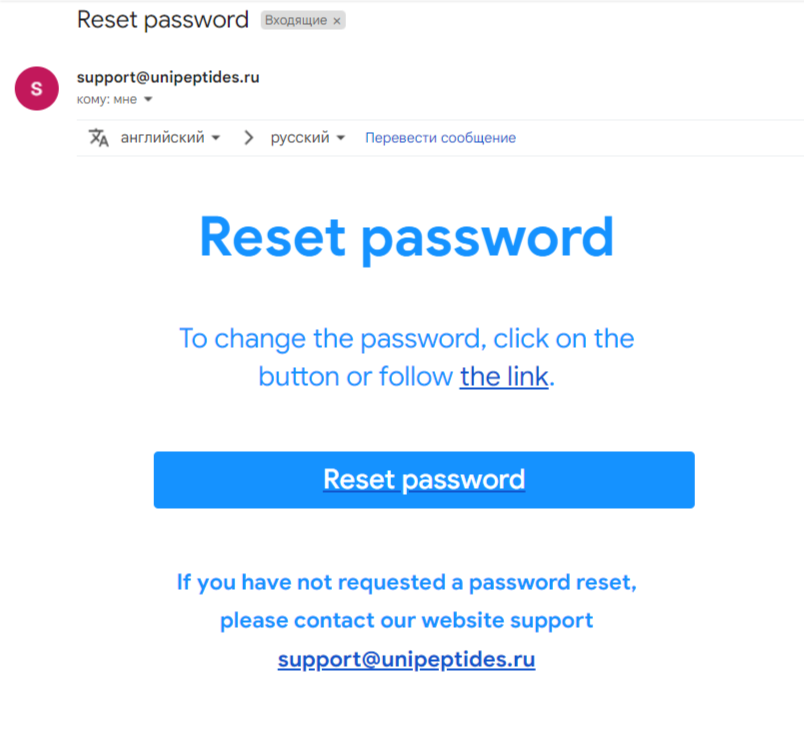 Reset password Входящие ×
S
support@unipeptides.ru
кому: мне
английский > русский Перевести сообщение
Reset password
To change the password, click on the
button or follow the link.
Reset password
If you have not requested a password reset,
please contact our website support
support@unipeptides.ru